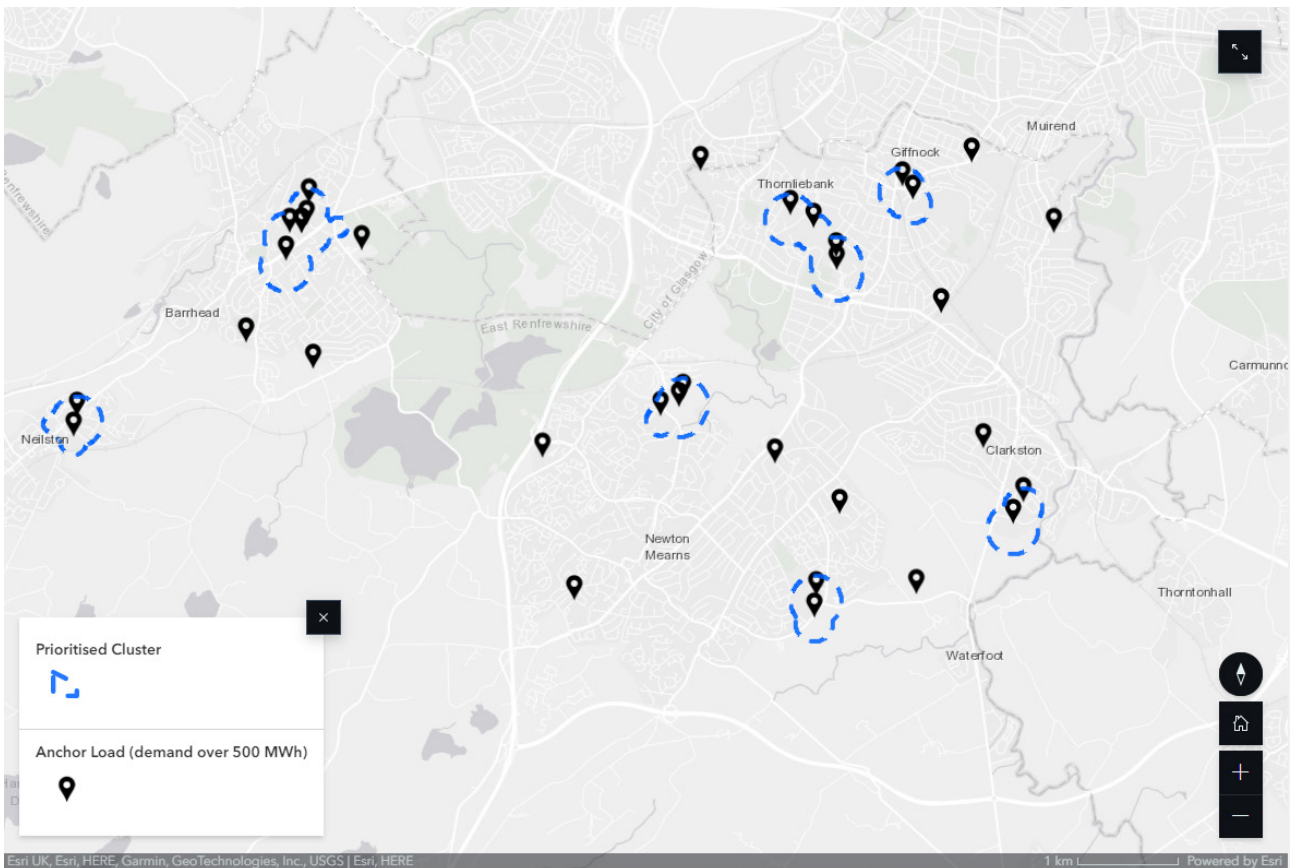 Muirend
Giffnock
Thornliebank
Renfrewshire
City of Glasgow
Barrhead
East Renfrewshire
Carmunno
Neilston
Clarkston
Newton
Mearns
Thorntonhall
Waterfoot
Prioritised Cluster
Anchor Load (demand over 500 MWh)
Ha
D
Esri UK, Esri, HERE, Garmin, GeoTechnologies, Inc., USGS | Esri, HERE
1 km
Powered by Esri